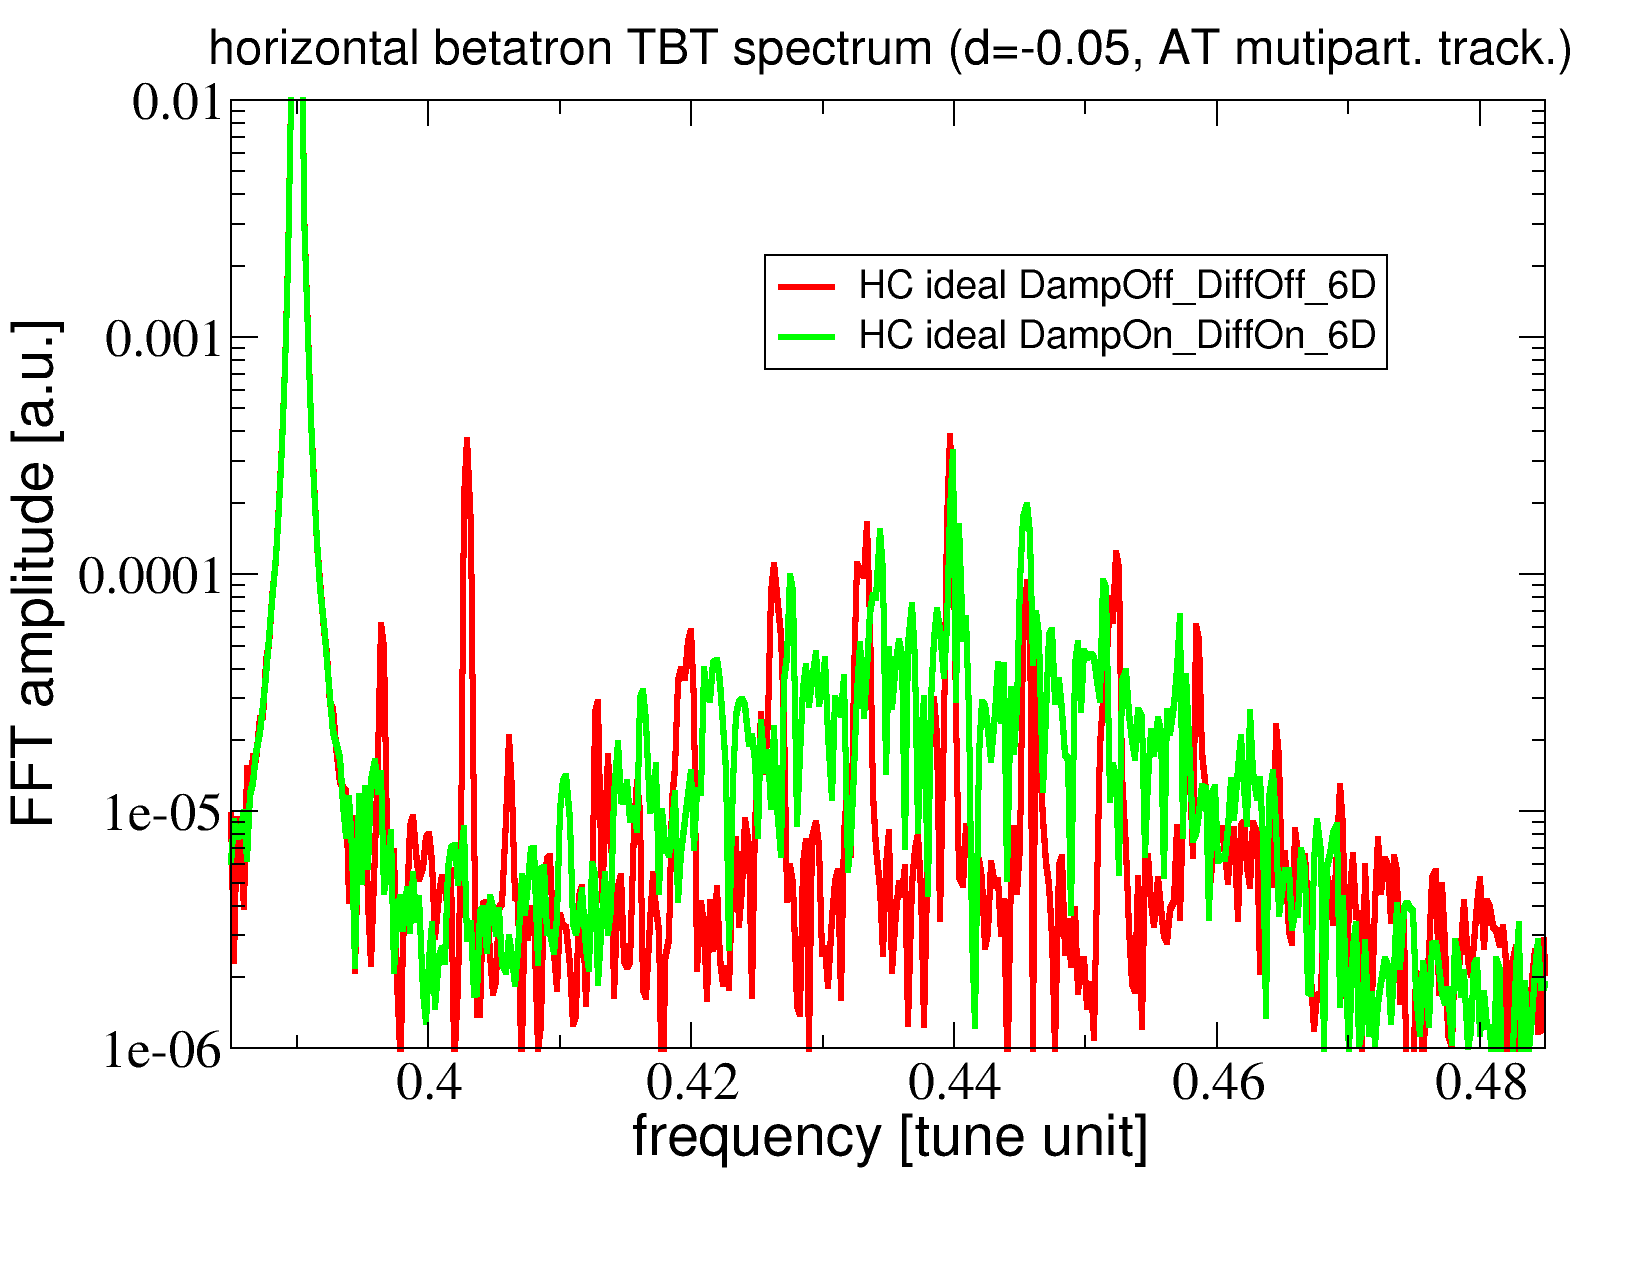 horizontal betatron TBT spectrum (d=-0.05, AT mutipart. track.)
0.01
0.001
0.0001
1e-05
1e-06
FFT amplitude [a.u.]
HC ideal DampOff_DiffOff_6D
HC ideal DampOn_DiffOn_6D
0.4 0.42 0.44 0.46 0.48
frequency [tune unit]